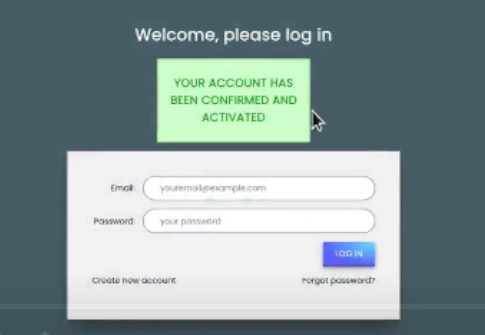 Welcome, please log in
YOUR ACCOUNT HAS
BEEN CONFIRMED AND
ACTIVATED
Email: youremail@example.com
Password: your password
LOG IN
Create new account Forgot password?